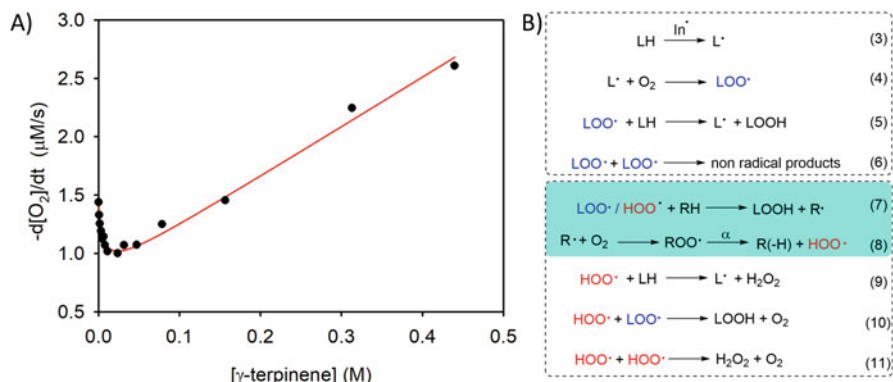 A)
3.0
2.5
2.0
1.5
1.0
0.5
0.0 0.1 0.2 0.3 0.4 0.5
-d[O₂]/dt (μM/s)
[γ-terpinene] (M)
B)
LH In• → L• (3)
L• + O₂ → LOO• (4)
LOO• + LH → L• + LOOH (5)
LOO• + LOO• → non radical products (6)
LOO• / HOO• + RH → LOOH + R• (7)
R• + O₂ → ROO• α → R(-H) + HOO• (8)
HOO• + LH → L• + H₂O₂ (9)
HOO• + LOO• → LOOH + O₂ (10)
HOO• + HOO• → H₂O₂ + O₂ (11)